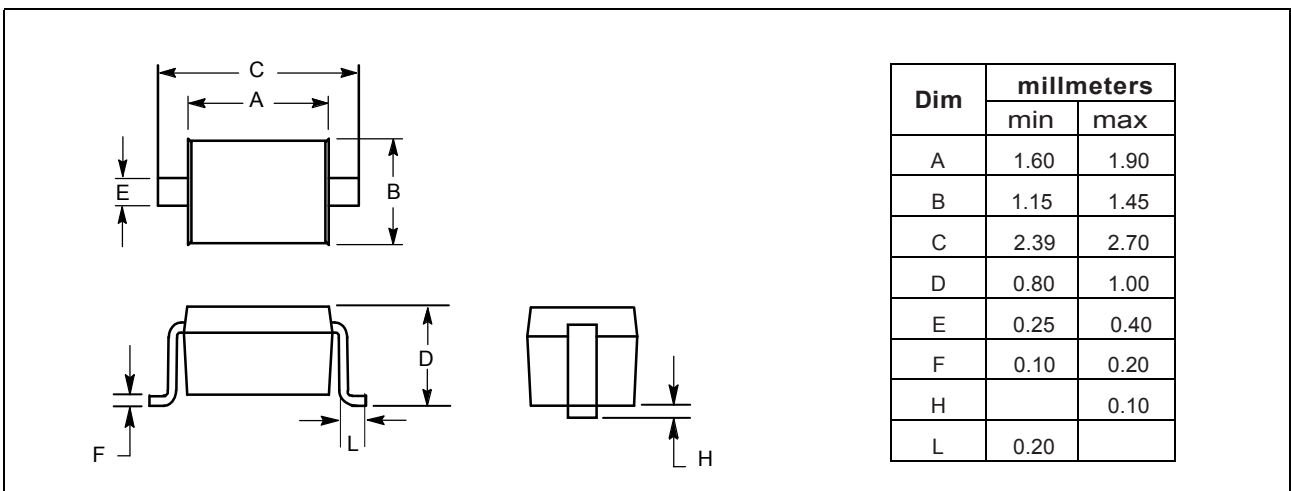 C
A
E
B
D
F
L
H
Dim millmeters
min max
A 1.60 1.90
B 1.15 1.45
C 2.39 2.70
D 0.80 1.00
E 0.25 0.40
F 0.10 0.20
H 0.10
L 0.20